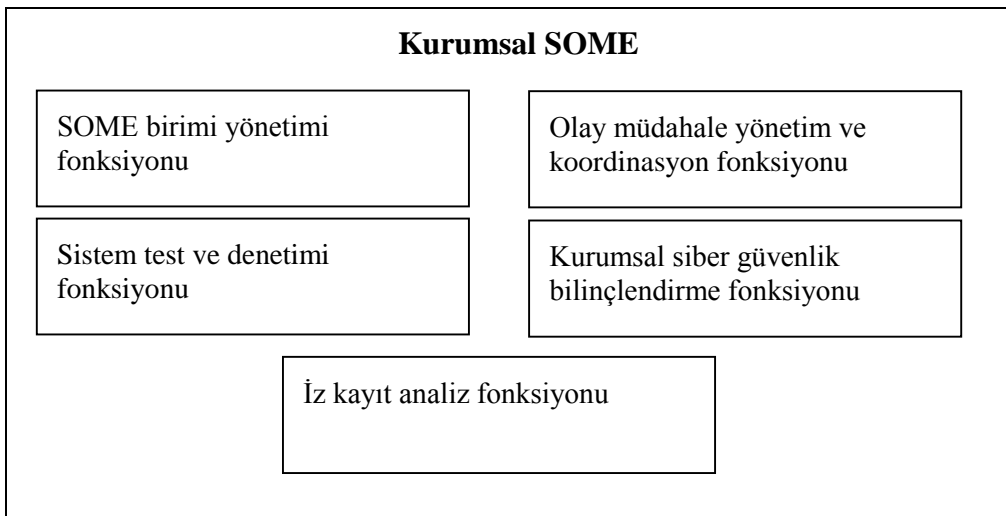 Kurumsal SOME
SOME birimi yönetimi
fonksiyonu
Olay müdahale yönetim ve
koordinasyon fonksiyonu
Sistem test ve denetimi
fonksiyonu
Kurumsal siber güvenlik
bilinçlendirme fonksiyonu
İz kayıt analiz fonksiyonu